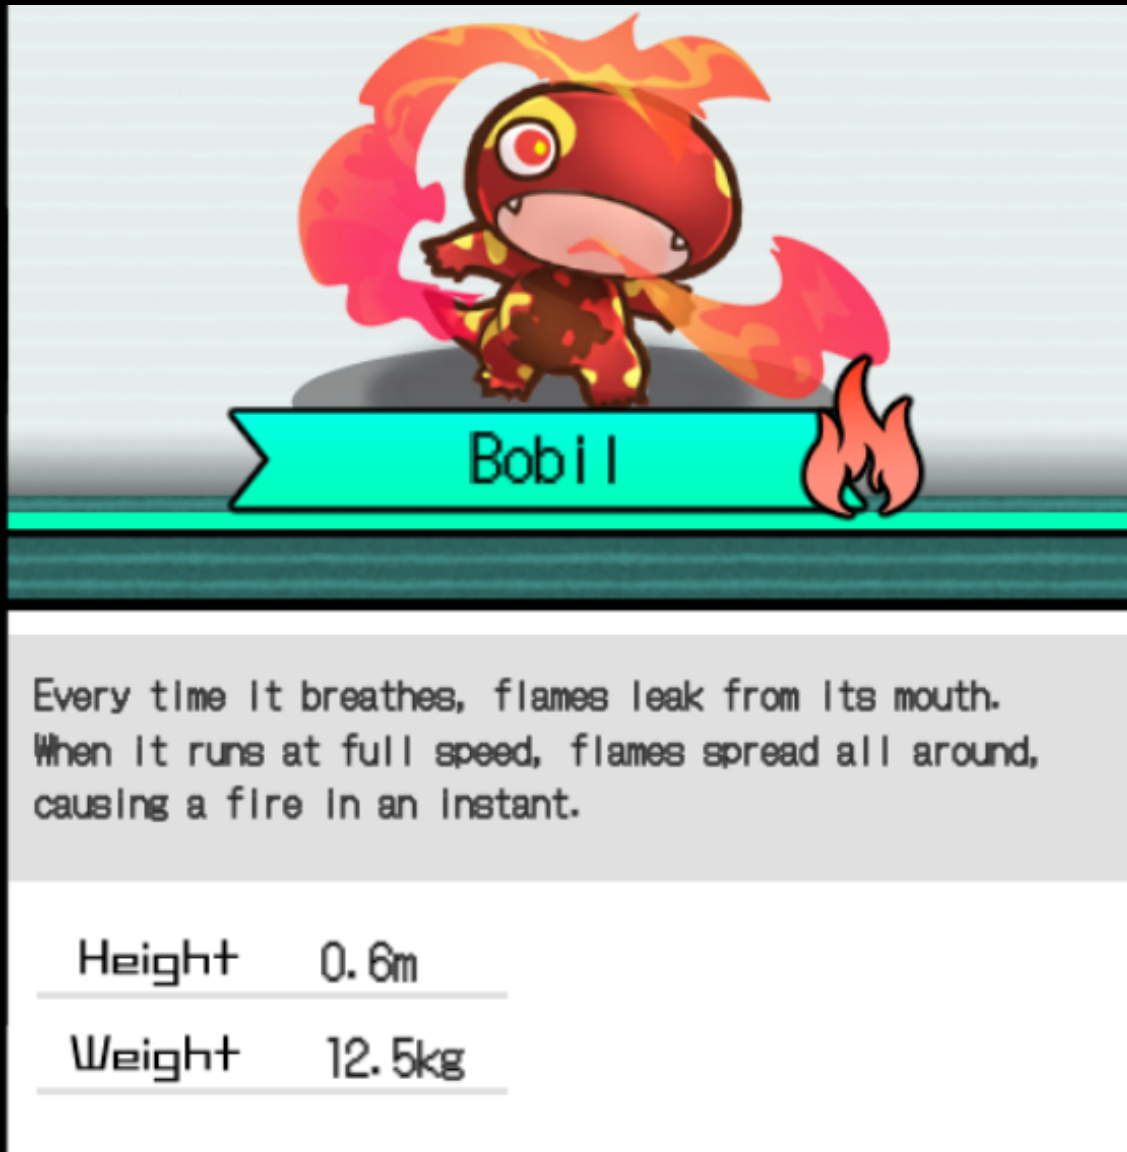 Bobil
Every time it breathes, flames leak from its mouth.
When it runs at full speed, flames spread all around,
causing a fire in an instant.
Height 0.6m
Weight 12.5kg